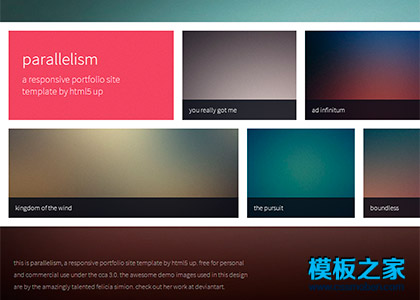 parallelism
a responsive portfolio site
template by html5 up
you really got me
ad infinitum
kingdom of the wind
the pursuit
boundless
this is parallelism, a responsive portfolio site template by html5 up. free for personal
and commercial use under the cca 3.0. the awesome demo images used in this design
are by the amazingly talented felicia simion. check out her work at deviantart.
模板之家